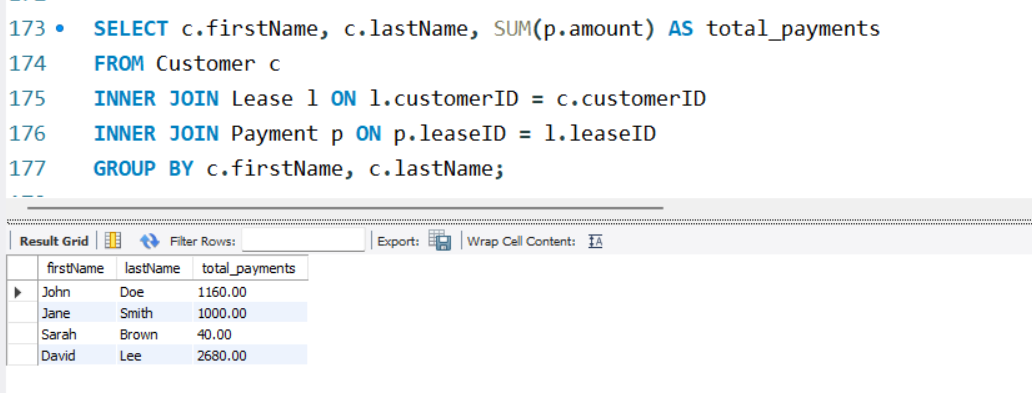 173 SELECT c.firstName, c.lastName, SUM(p.amount) AS total_payments
174 FROM Customer c
175 INNER JOIN Lease l ON l.customerID = c.customerID
176 INNER JOIN Payment p ON p.leaseID = l.leaseID
177 GROUP BY c.firstName, c.lastName;
Result Grid Filter Rows: Export: Wrap Cell Content: IA
firstName lastName total_payments
John Doe 1160.00
Jane Smith 1000.00
Sarah Brown 40.00
David Lee 2680.00